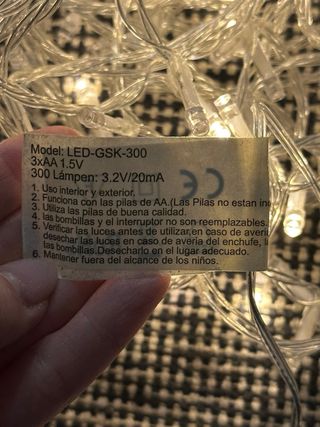 Model: LED-GSK-300
3xAA 1.5V
300 Lámpen: 3.2V/20mA
1. Uso interior y exterior.
2. Funciona con las pilas de AA.(Las Pilas no estan in
3. Utiliza las pilas de buena calidad.
4. las bombillas y el interruptor no son reemplazables.
5. Verificar las luces antes de utilizar,en caso de averi
desechar las luces en caso de averia del enchufe, l
las bombillas.Desecharlo en el lugar adecuado.
6. Mantener fuera del alcance de los niños.
CE